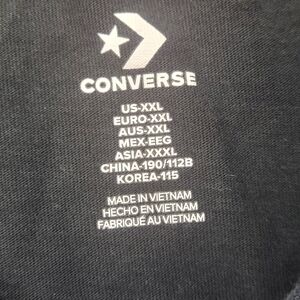 CONVERSE
US-XXL
EURO-XXL
AUS-XXL
MEX-EEG
ASIA-XXXL
CHINA-190/112B
KOREA-115
MADE IN VIETNAM
HECHO EN VIETNAM
FABRIQUÉ AU VIETNAM